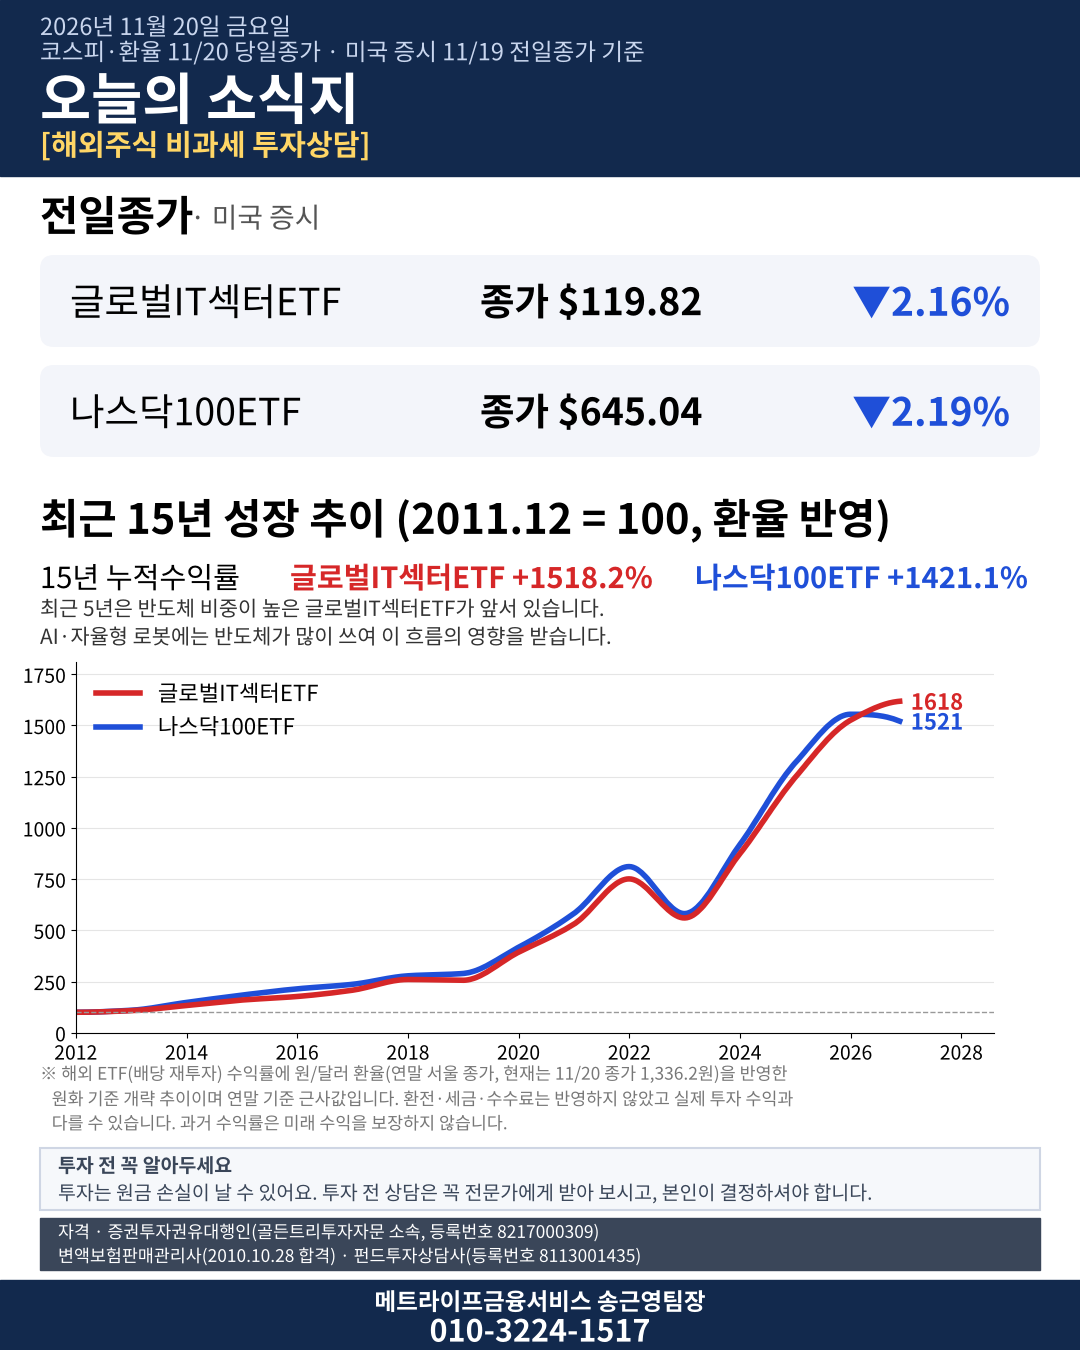 2026년 11월 20일 금요일
코스피·환율 11/20 당일종가 · 미국 증시 11/19 전일종가 기준
오늘의 소식지
[해외주식 비과세 투자상담]
전일종가· 미국 증시
글로벌IT섹터ETF 종가 $119.82 ▼2.16%
나스닥100ETF 종가 $645.04 ▼2.19%
최근 15년 성장 추이 (2011.12 = 100, 환율 반영)
15년 누적수익률 글로벌IT섹터ETF +1518.2% 나스닥100ETF +1421.1%
최근 5년은 반도체 비중이 높은 글로벌IT섹터ETF가 앞서 있습니다.
AI·자율형 로봇에는 반도체가 많이 쓰여 이 흐름의 영향을 받습니다.
1750
글로벌IT섹터ETF
나스닥100ETF
1618
1521
1500
1250
1000
750
500
250
0
2012 2014 2016 2018 2020 2022 2024 2026 2028
※ 해외 ETF(배당 재투자) 수익률에 원/달러 환율(연말 서울 종가, 현재는 11/20 종가 1,336.2원)을 반영한
원화 기준 개략 추이이며 연말 기준 근사값입니다. 환전·세금·수수료는 반영하지 않았고 실제 투자 수익과
다를 수 있습니다. 과거 수익률은 미래 수익을 보장하지 않습니다.
투자 전 꼭 알아두세요
투자는 원금 손실이 날 수 있어요. 투자 전 상담은 꼭 전문가에게 받아 보시고, 본인이 결정하셔야 합니다.
자격 · 증권투자권유대행인(골든트리투자자문 소속, 등록번호 8217000309)
변액보험판매관리사(2010.10.28 합격) · 펀드투자상담사(등록번호 8113001435)
메트라이프금융서비스 송근영팀장
010-3224-1517